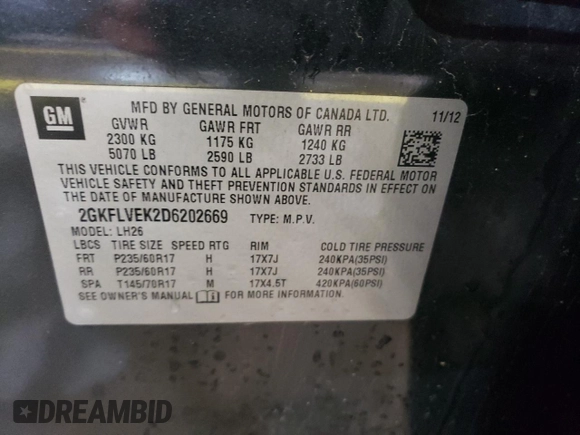 GM
MFD BY GENERAL MOTORS OF CANADA LTD. 11/12
GVWR GAWR FRT GAWR RR
2300 KG 1175 KG 1240 KG
5070 LB 2590 LB 2733 LB
THIS VEHICLE CONFORMS TO ALL APPLICABLE U.S. FEDERAL MOTOR
VEHICLE SAFETY AND THEFT PREVENTION STANDARDS IN EFFECT ON
THE DATE OF MANUFACTURE SHOWN ABOVE.
2GKFLVEK2D6202669 TYPE: M.P.V.
MODEL: LH26
LBCS TIRE SIZE SPEED RTG RIM COLD TIRE PRESSURE
FRT P235/60R17 H 17X7J 240KPA(35PSI)
RR P235/60R17 H 17X7J 240KPA(35PSI)
SPA T145/70R17 M 17X4.5T 420KPA(60PSI)
SEE OWNER'S MANUAL FOR MORE INFORMATION.
DREAMBID